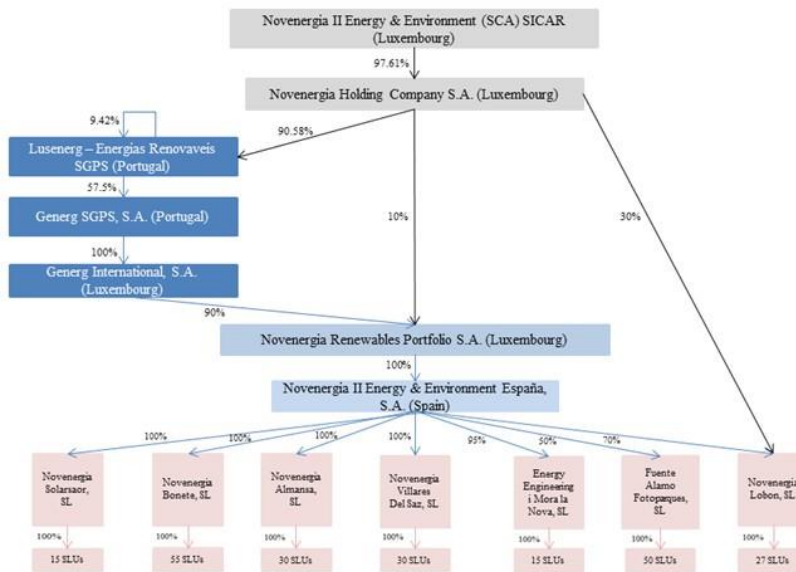 Novenergia II Energy & Environment (SCA) SICAR
(Luxembourg)
97.61%
Novenergia Holding Company S.A. (Luxembourg)
9.42%
90.58%
Lusenerg – Energias Renovaveis
SGPS (Portugal)
57.5%
10%
30%
Generg SGPS, S.A. (Portugal)
100%
Generg International, S.A.
(Luxembourg)
90%
Novenergia Renewables Portfolio S.A. (Luxembourg)
100%
Novenergia II Energy & Environment España,
S.A. (Spain)
100%
100%
100%
100%
95%
50%
70%
Novenergia
Solarsaor,
SL
Novenergia
Bonete, SL
Novenergia
Almansa,
SL
Novenergia
Villares
Del Saz, SL
Energy
Engineering
i Mora la
Nova, SL
Fuente
Alamo
Fotoparques,
SL
Novenergia
Lobon, SL
100%
100%
100%
100%
100%
100%
100%
15 SLUs
55 SLUs
30 SLUs
30 SLUs
15 SLUs
50 SLUs
27 SLUs